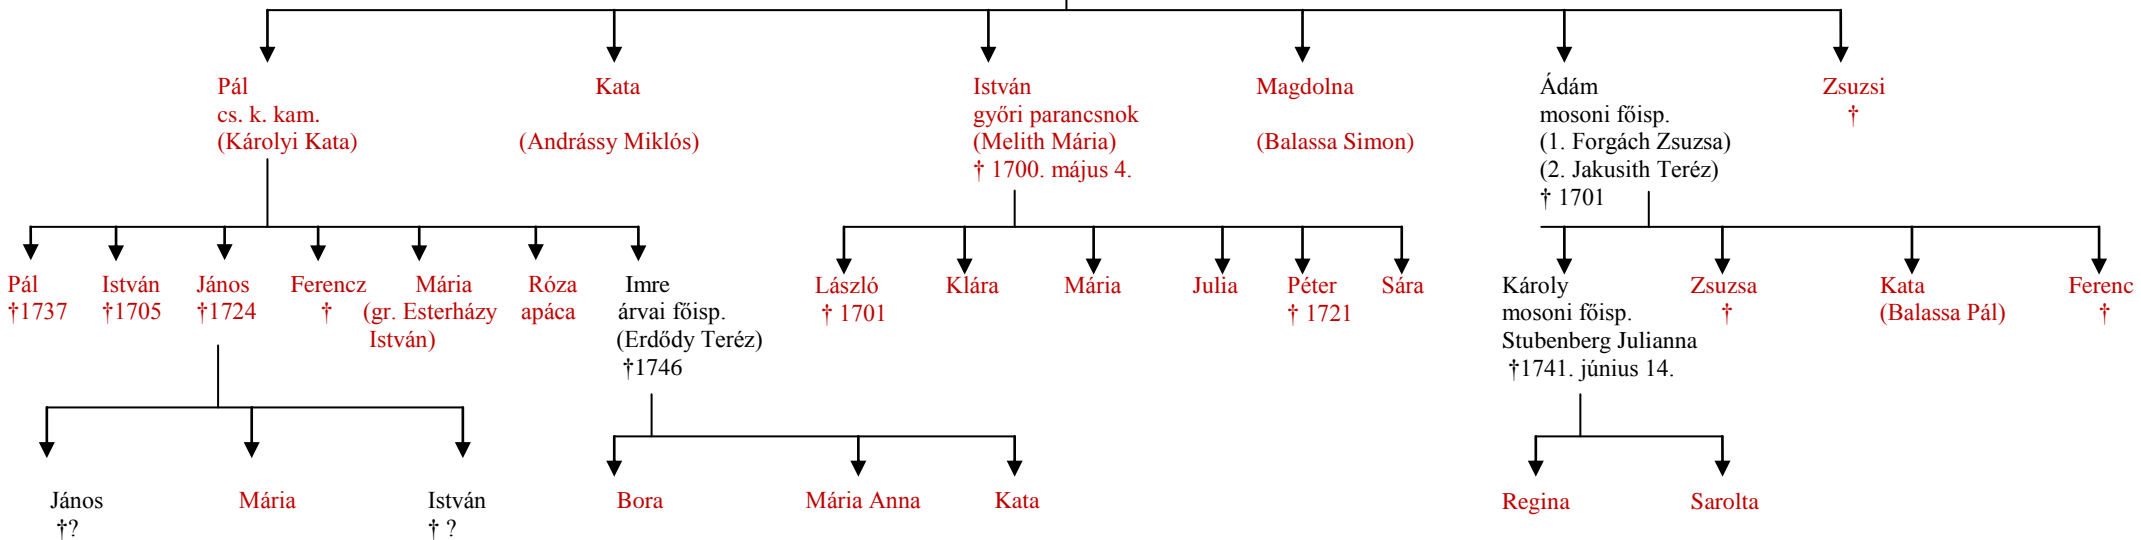 Pál
cs. k. kam.
(Károlyi Kata)
Kata
(Andrássy Miklós)
István
győri parancsnok
(Melith Mária)
† 1700. május 4.
Magdolna
(Balassa Simon)
Ádám
mosoni főisp.
(1. Forgách Zsuzsa)
(2. Jakusith Teréz)
† 1701
Zsuzsi
†
Pál
†1737
István
†1705
János
†1724
Ferencz
†
Mária
(gr. Esterházy
István)
Róza
apáca
Imre
árvai főisp.
(Erdődy Teréz)
†1746
László
† 1701
Klára
Mária
Julia
Péter
† 1721
Sára
Károly
mosoni főisp.
Stubenberg Julianna
†1741. június 14.
Zsuzsa
†
Kata
(Balassa Pál)
Ferenc
†
János
†?
Mária
István
† ?
Bora
Mária Anna
Kata
Regina
Sarolta